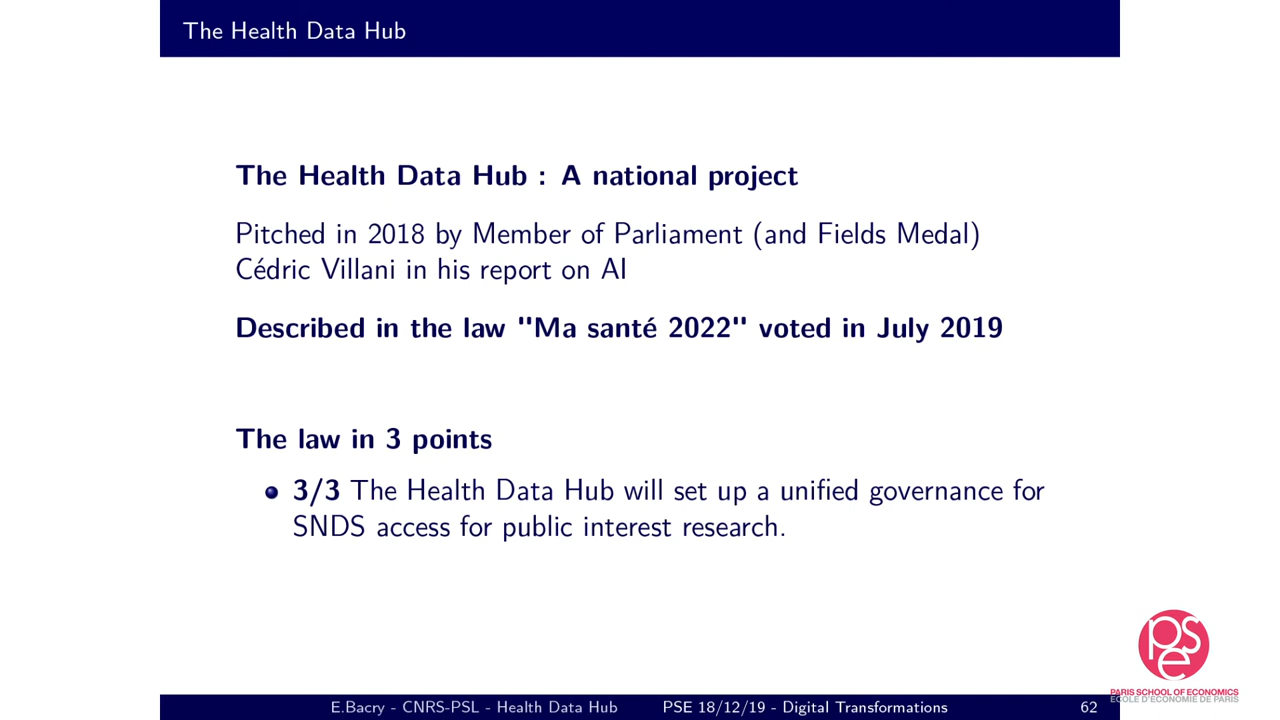 The Health Data Hub
The Health Data Hub : A national project
Pitched in 2018 by Member of Parliament (and Fields Medal)
Cédric Villani in his report on AI
Described in the law "Ma santé 2022" voted in July 2019
The law in 3 points
3/3 The Health Data Hub will set up a unified governance for
SNDS access for public interest research.
pse
PARIS SCHOOL OF ECONOMICS
ECOLE D'ECONOMIE DE PARIS
E.Bacry - CNRS-PSL - Health Data Hub PSE 18/12/19 - Digital Transformations 62